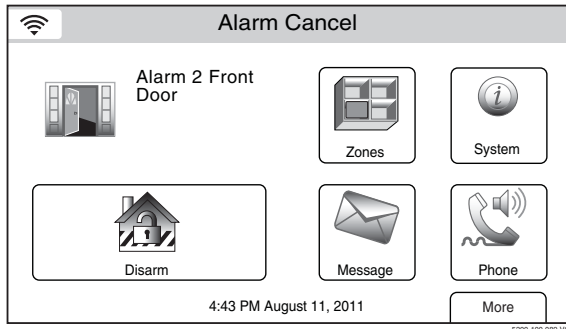 Alarm Cancel
Alarm 2 Front
Door
Zones
System
Disarm
Message
Phone
4:43 PM August 11, 2011
More